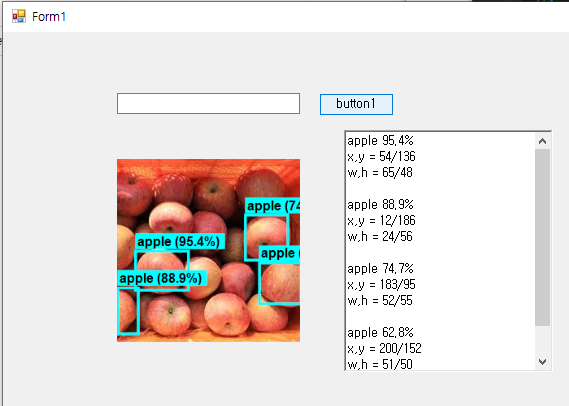 Form1
button1
apple 95,4%
x,y = 54/136
w,h = 65/48
apple 88,9%
x,y = 12/186
w,h = 24/56
apple 74,7%
x,y = 183/95
w,h = 52/55
apple 62,8%
x,y = 200/152
w,h = 51/50
apple (74
apple (95.4%)
apple (
apple (88.9%)